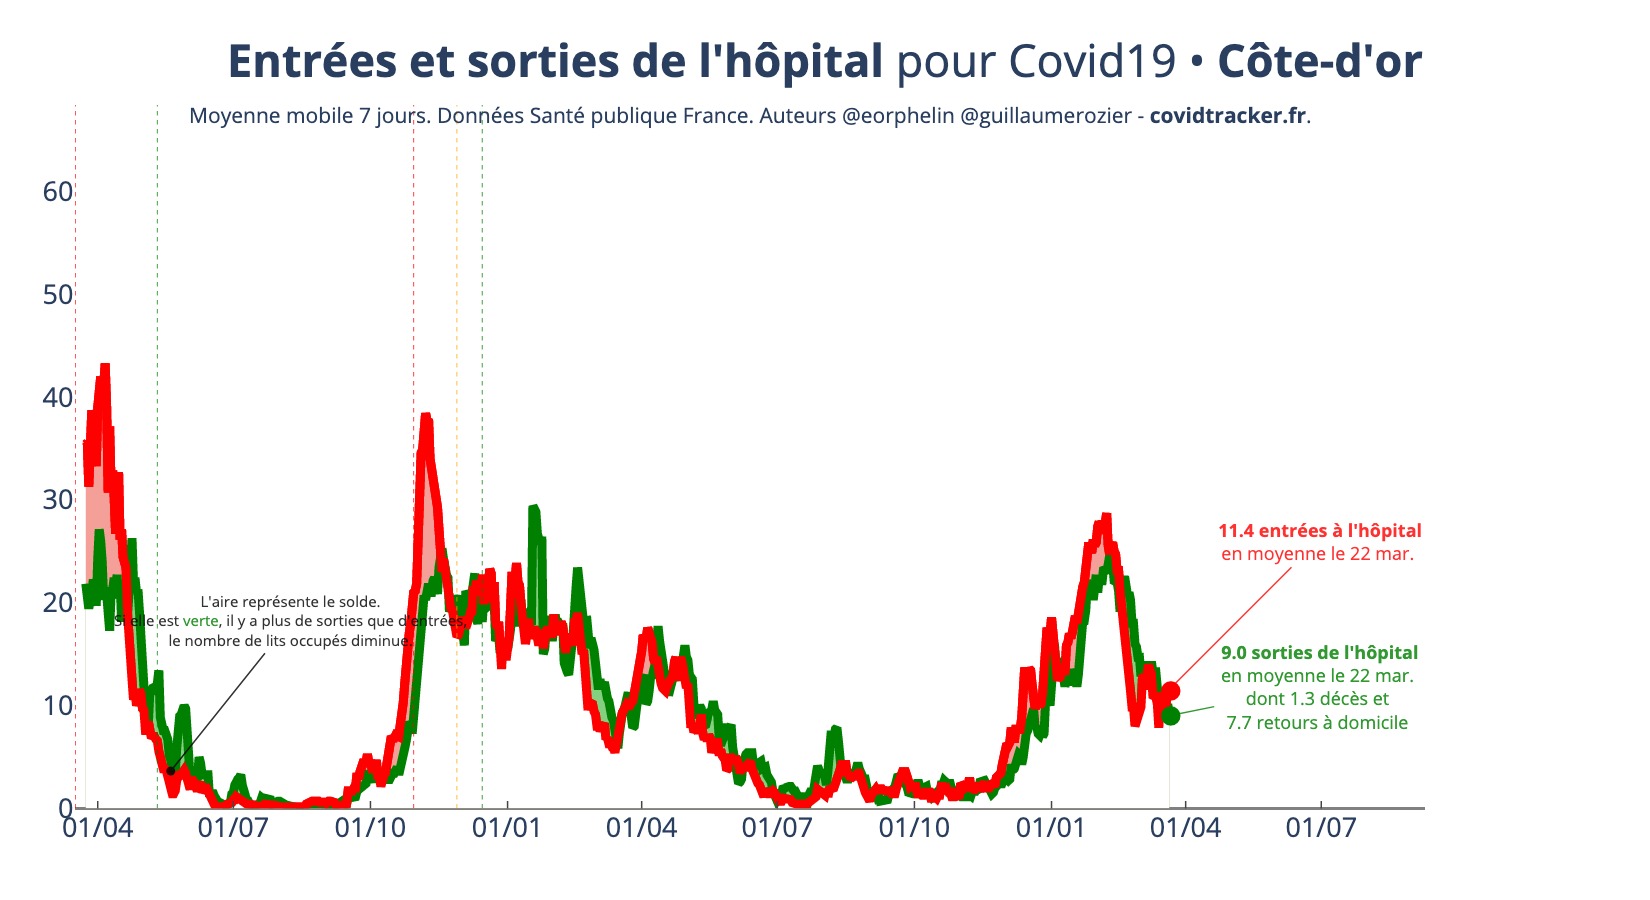 Entrées et sorties de l'hôpital pour Covid19 • Côte-d'or
Moyenne mobile 7 jours. Données Santé publique France. Auteurs @eorphelin @guillaumerozier - covidtracker.fr.
60
50
40
30
20
10
0
11.4 entrées à l'hôpital
en moyenne le 22 mar.
L'aire représente le solde.
Si elle est verte, il y a plus de sorties que d'entrées,
le nombre de lits occupés diminue.
9.0 sorties de l'hôpital
en moyenne le 22 mar.
dont 1.3 décès et
7.7 retours à domicile
01/04 01/07 01/10 01/01 01/04 01/07 01/10 01/01 01/04 01/07